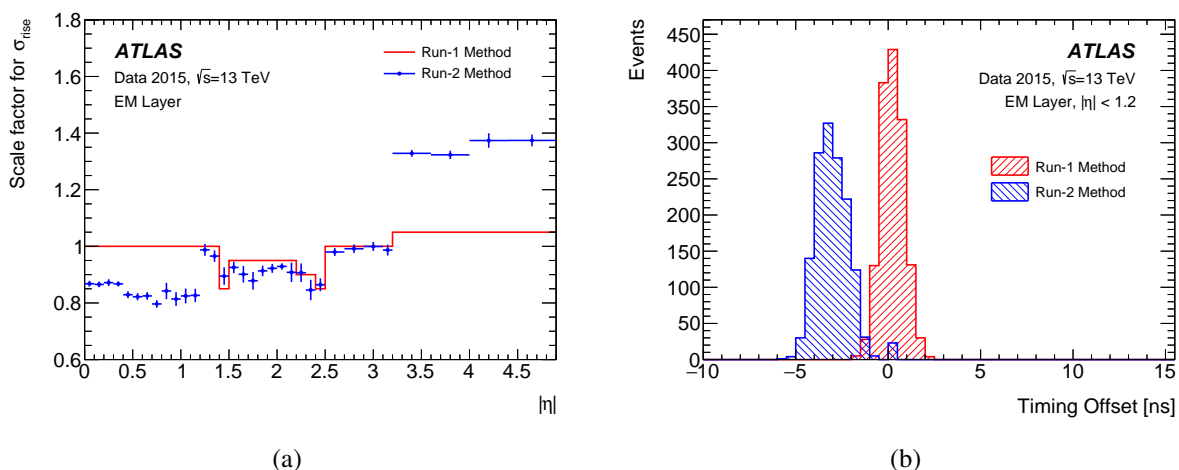 Scale factor for σrise
1.8
1.6
1.4
1.2
1
0.8
0.6
ATLAS
Data 2015, √s=13 TeV
EM Layer
Run-1 Method
Run-2 Method
0 0.5 1 1.5 2 2.5 3 3.5 4 4.5
|η|
(a)
Events
450
400
350
300
250
200
150
100
50
0
ATLAS
Data 2015, √s=13 TeV
EM Layer, |η| < 1.2
Run-1 Method
Run-2 Method
−10 −5 0 5 10 15
Timing Offset [ns]
(b)